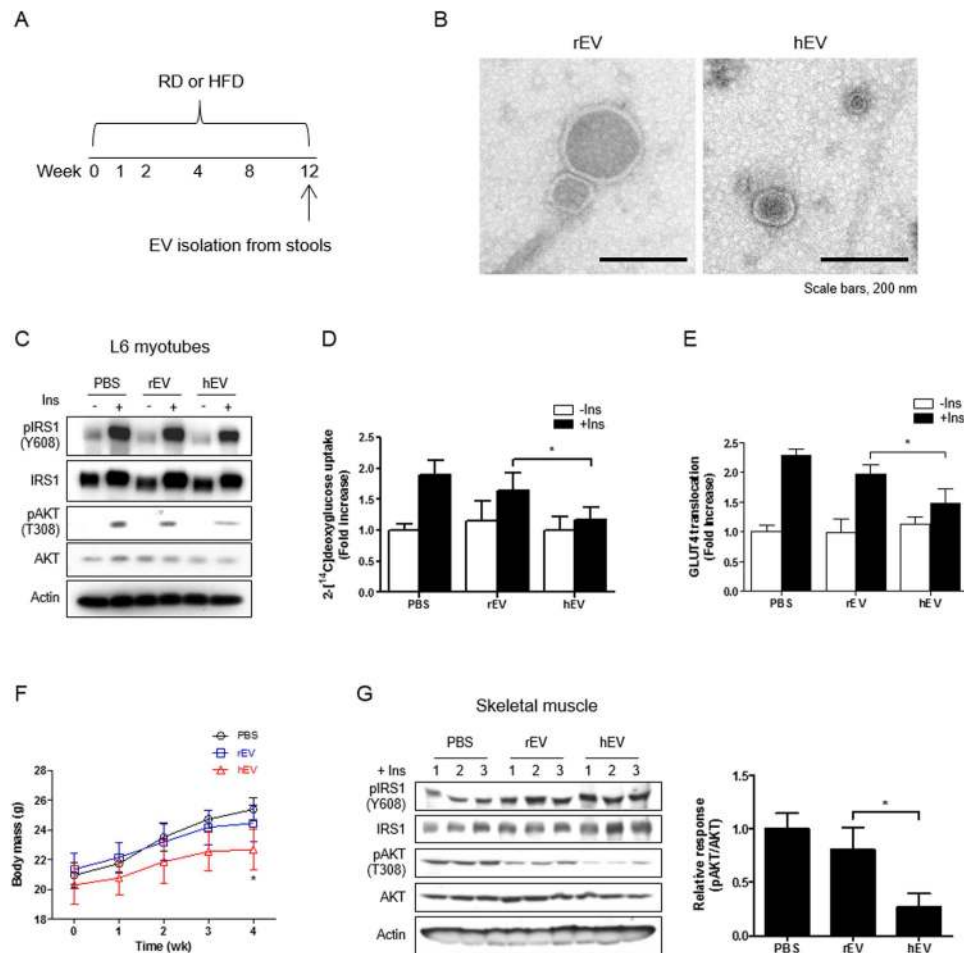 A
RD or HFD
Week 0 1 2 4 8 12
EV isolation from stools
B
rEV hEV
Scale bars, 200 nm
C
L6 myotubes
PBS rEV hEV
Ins - + - + - +
pIRS1
(Y608)
IRS1
pAKT
(T308)
AKT
Actin
D
-Ins
+Ins
2-[¹⁴C]deoxyglucose uptake
(Fold Increase)
2.5
2.0
1.5
1.0
0.5
0.0
*
PBS rEV hEV
E
-Ins
+Ins
GLUT4 translocation
(Fold Increase)
2.5
2.0
1.5
1.0
0.5
0.0
*
PBS rEV hEV
F
PBS
rEV
hEV
Body mass (g)
28
26
24
22
20
18
*
0 1 2 3 4
Time (wk)
G
Skeletal muscle
PBS rEV hEV
+ Ins 1 2 3 1 2 3 1 2 3
pIRS1
(Y608)
IRS1
pAKT
(T308)
AKT
Actin
Relative response
(pAKT/AKT)
1.5
1.0
0.5
0.0
*
PBS rEV hEV